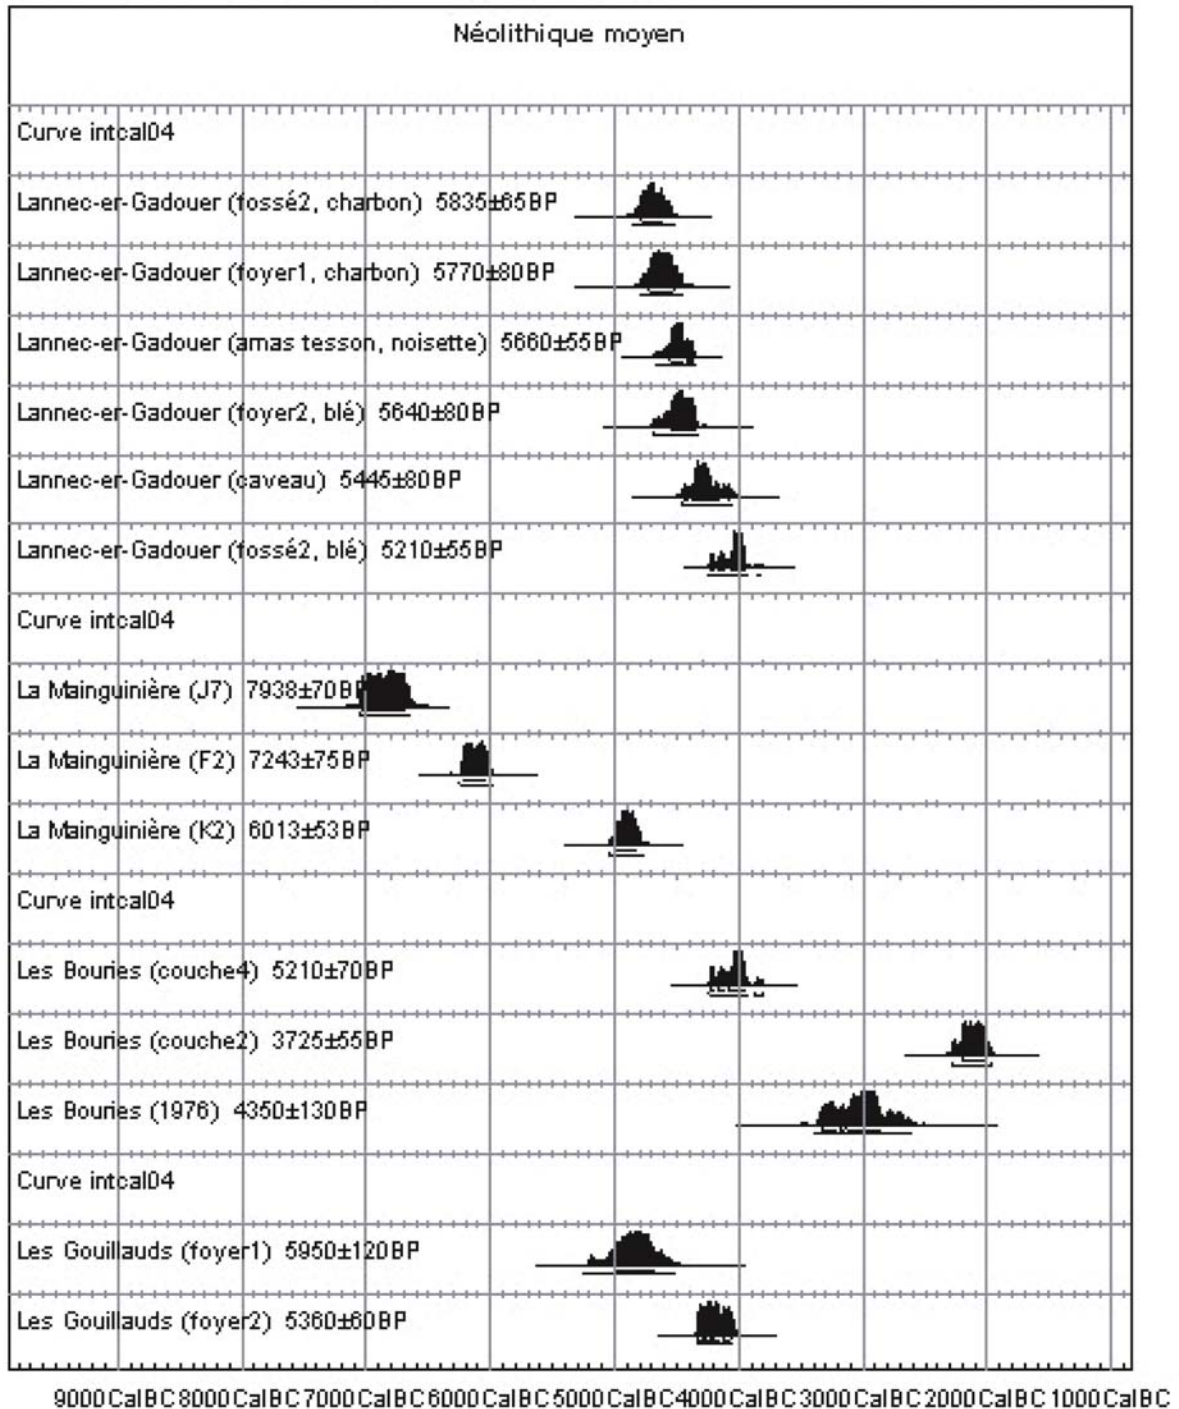 Néolithique moyen
Curve intcal04
Lannec-er-Gadouer (fossé2, charbon) 5835±65BP
Lannec-er-Gadouer (foyer1, charbon) 5770±80BP
Lannec-er-Gadouer (amas tesson, noisette) 5660±55BP
Lannec-er-Gadouer (foyer2, blé) 5640±80BP
Lannec-er-Gadouer (caveau) 5445±80BP
Lannec-er-Gadouer (fossé2, blé) 5210±55BP
Curve intcal04
La Mainguinière (J7) 7938±70BP
La Mainguinière (F2) 7243±75BP
La Mainguinière (K2) 6013±53BP
Curve intcal04
Les Bouries (couche4) 5210±70BP
Les Bouries (couche2) 3725±55BP
Les Bouries (1976) 4350±130BP
Curve intcal04
Les Gouillauds (foyer1) 5950±120BP
Les Gouillauds (foyer2) 5360±60BP
9000CalBC 8000CalBC 7000CalBC 6000CalBC 5000CalBC 4000CalBC 3000CalBC 2000CalBC 1000CalBC